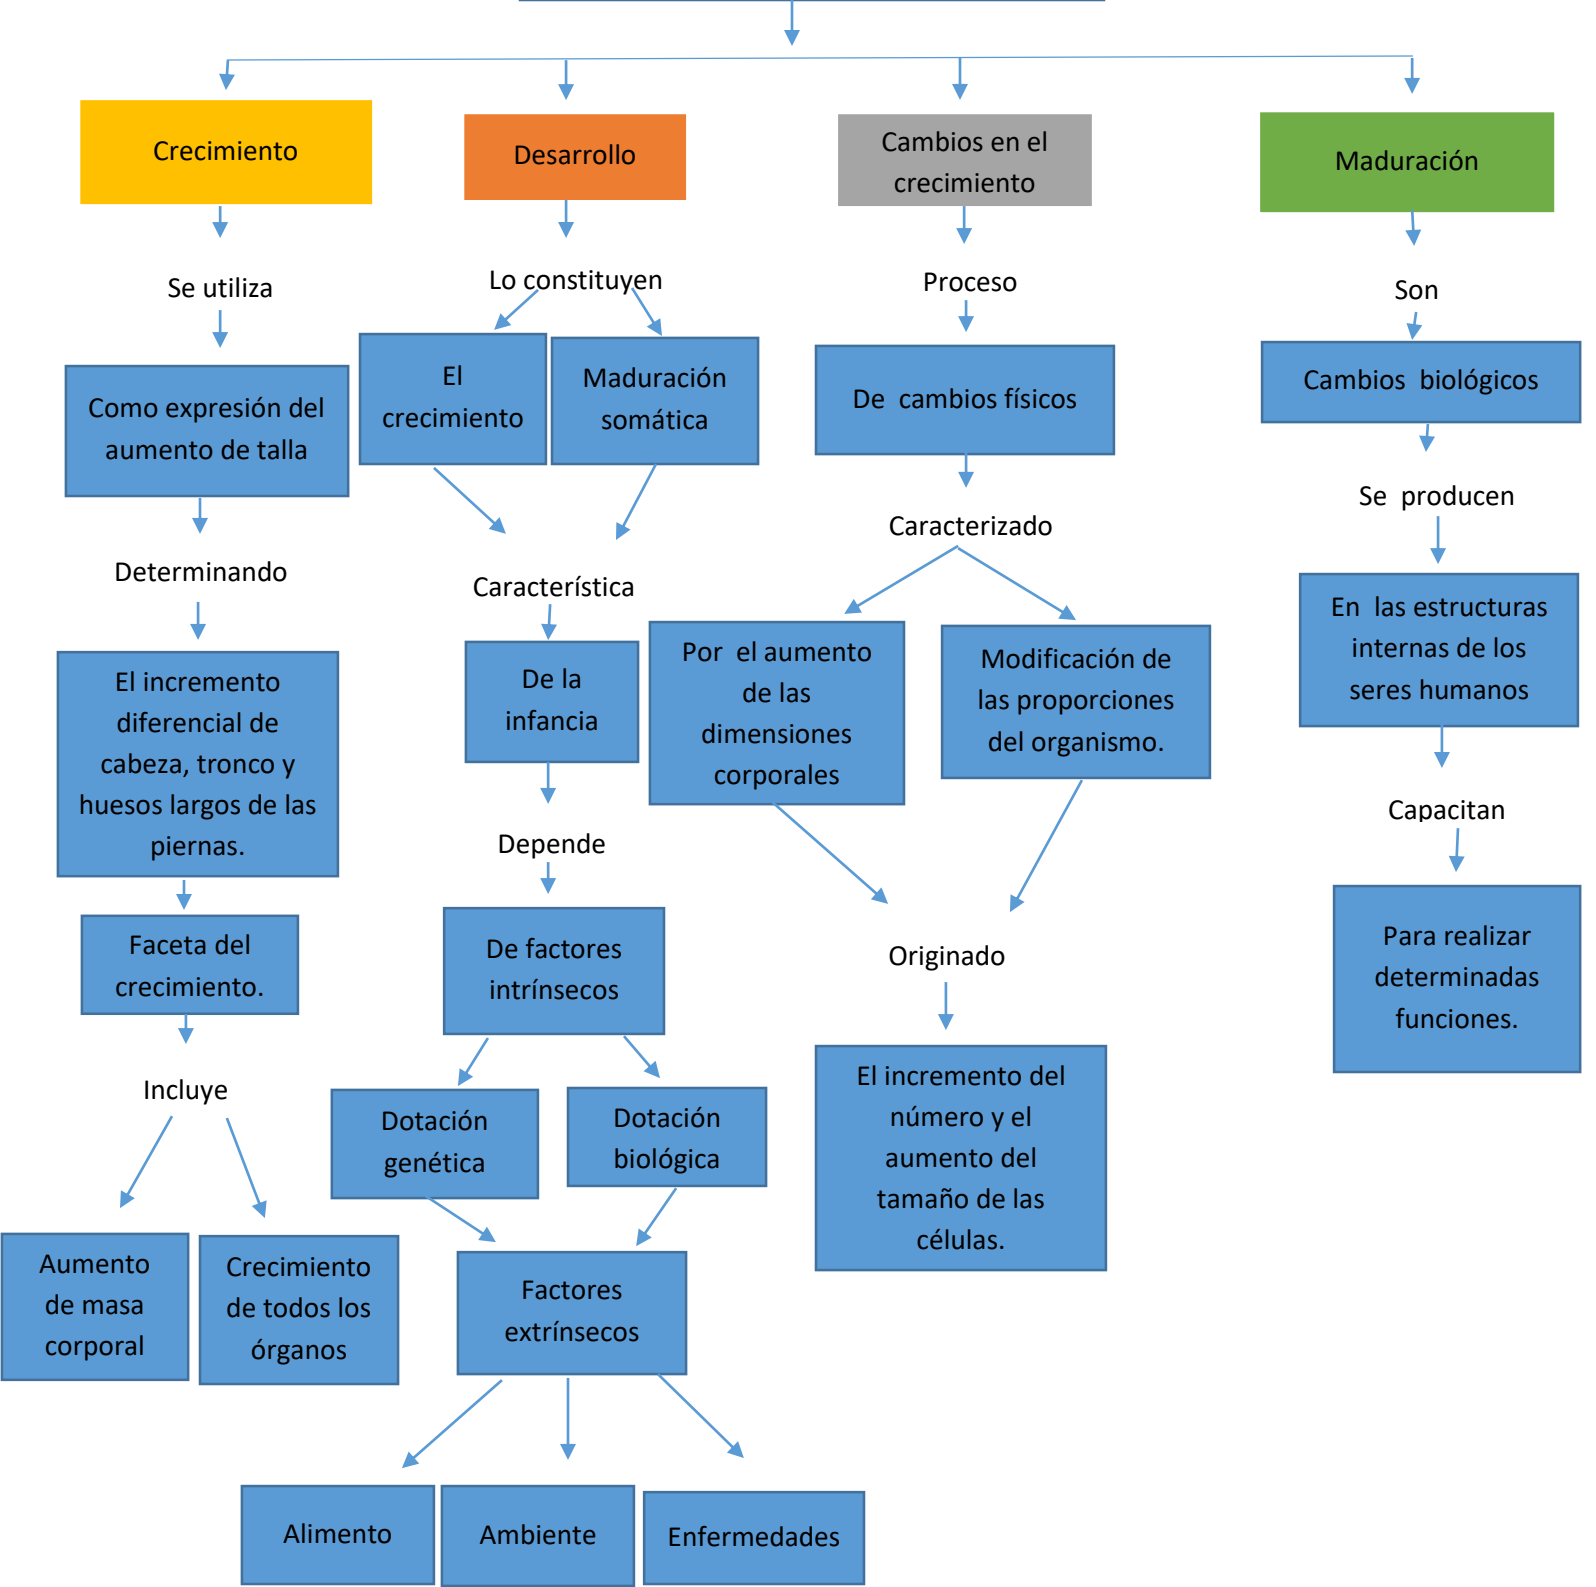 Crecimiento
Se utiliza
Como expresión del
aumento de talla
Determinando
El incremento
diferencial de
cabeza, tronco y
huesos largos de las
piernas.
Faceta del
crecimiento.
Incluye
Aumento
de masa
corporal
Crecimiento
de todos los
órganos
Desarrollo
Lo constituyen
El
crecimiento
Maduración
somática
Característica
De la
infancia
Depende
De factores
intrínsecos
Dotación
genética
Dotación
biológica
Factores
extrínsecos
Alimento
Ambiente
Enfermedades
Cambios en el
crecimiento
Proceso
De  cambios físicos
Caracterizado
Por  el aumento
de las
dimensiones
corporales
Modificación de
las proporciones
del organismo.
Originado
El incremento del
número y el
aumento del
tamaño de las
células.
Maduración
Son
Cambios  biológicos
Se  producen
En  las estructuras
internas de los
seres humanos
Capacitan
Para realizar
determinadas
funciones.